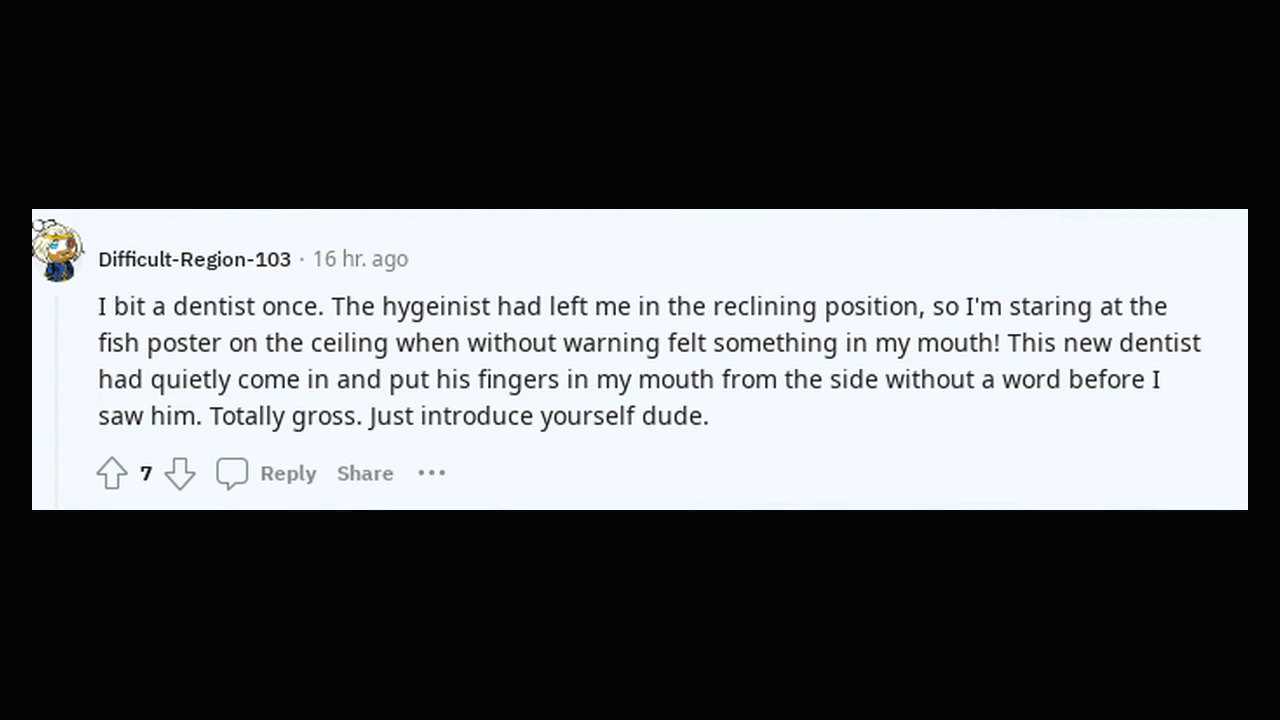 Difficult-Region-103 · 16 hr. ago
I bit a dentist once. The hygeinist had left me in the reclining position, so I'm staring at the
fish poster on the ceiling when without warning felt something in my mouth! This new dentist
had quietly come in and put his fingers in my mouth from the side without a word before I
saw him. Totally gross. Just introduce yourself dude.
7 Reply Share •••